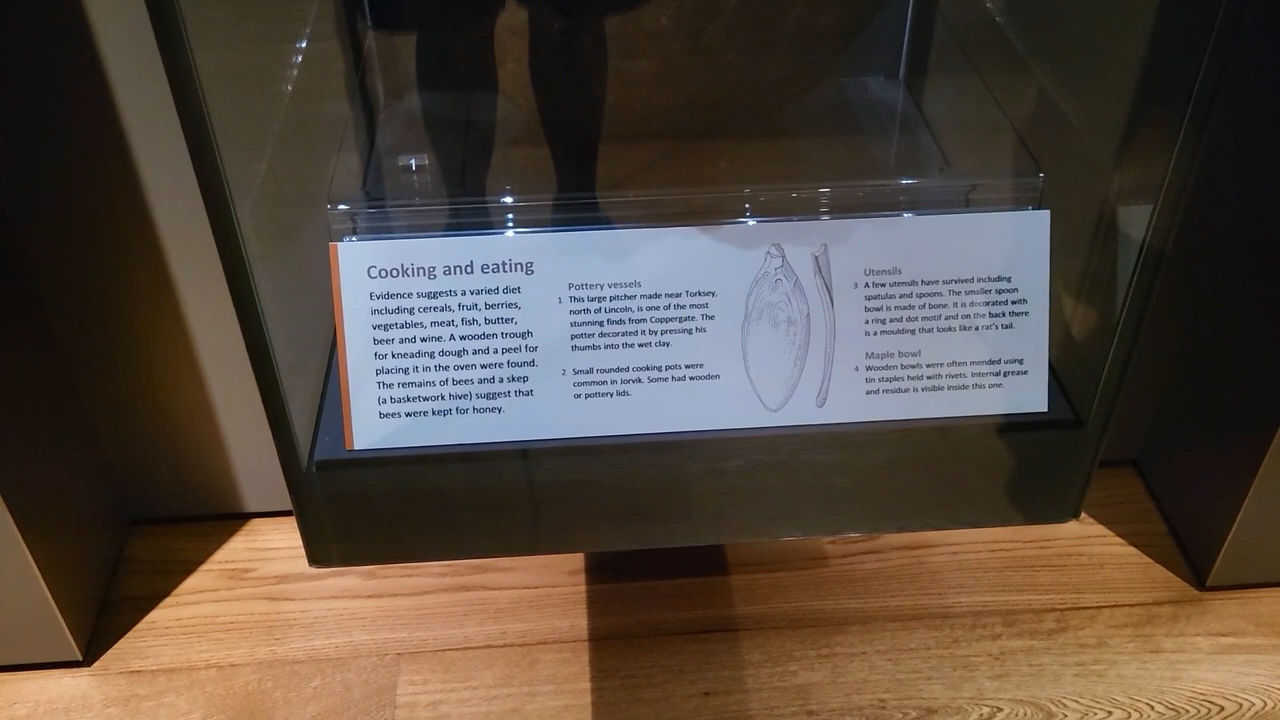 1
Cooking and eating
Evidence suggests a varied diet
including cereals, fruit, berries,
vegetables, meat, fish, butter,
beer and wine. A wooden trough
for kneading dough and a peel for
placing it in the oven were found.
The remains of bees and a skep
(a basketwork hive) suggest that
bees were kept for honey.
Pottery vessels
1 This large pitcher made near Torksey,
north of Lincoln, is one of the most
stunning finds from Coppergate. The
potter decorated it by pressing his
thumbs into the wet clay.
2 Small rounded cooking pots were
common in Jorvik. Some had wooden
or pottery lids.
Utensils
3 A few utensils have survived including
spatulas and spoons. The smaller spoon
bowl is made of bone. It is decorated with
a ring and dot motif and on the back there
is a moulding that looks like a rat's tail.
Maple bowl
4 Wooden bowls were often mended using
tin staples held with rivets. Internal grease
and residue is visible inside this one.